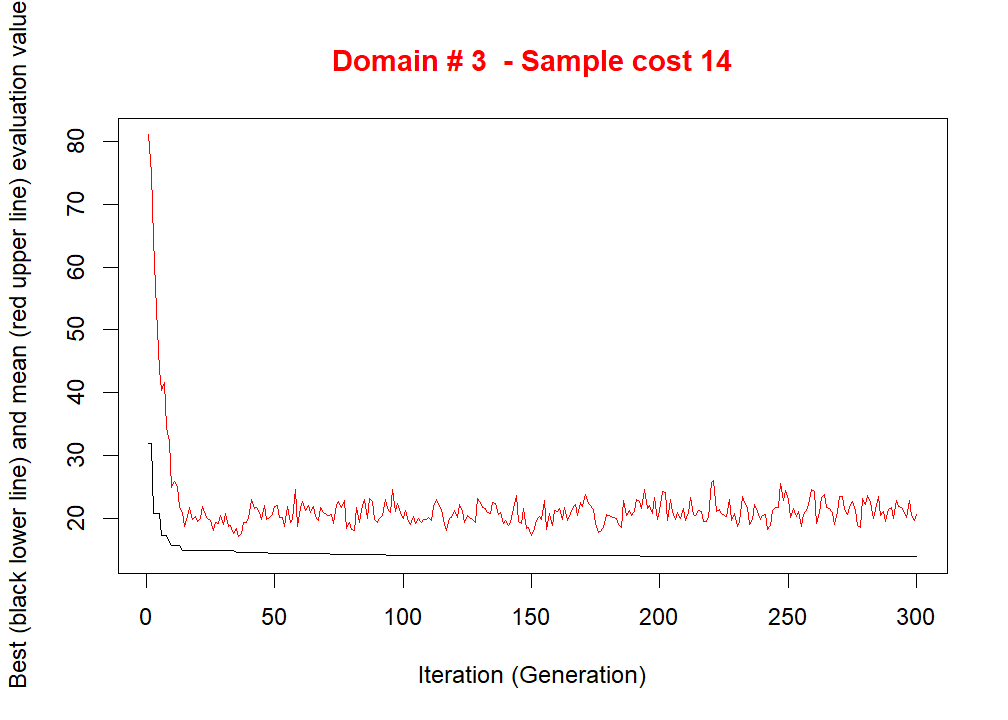 Domain # 3  - Sample cost 14
Best (black lower line) and mean (red upper line) evaluation value
80
70
60
50
40
30
20
0 50 100 150 200 250 300
Iteration (Generation)